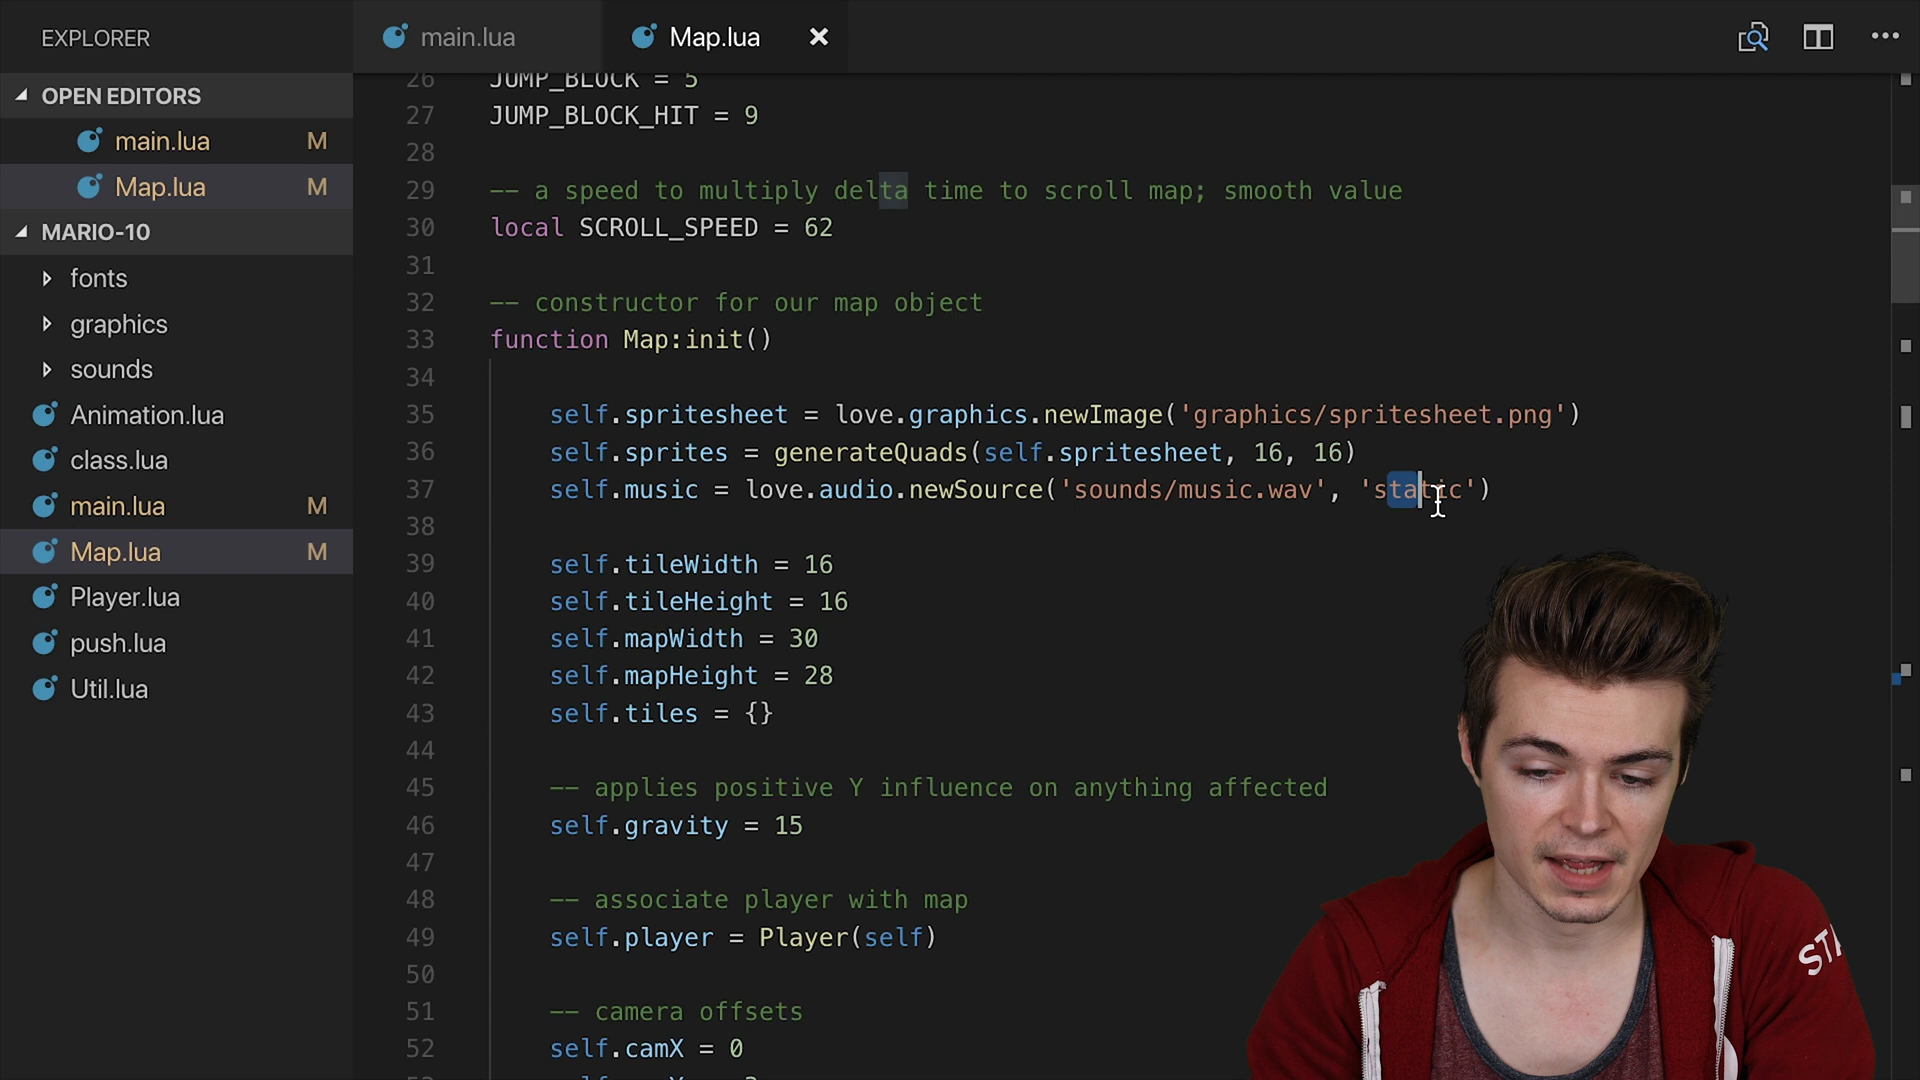 EXPLORER
main.lua
Map.lua
OPEN EDITORS
main.lua M
Map.lua M
MARIO-10
fonts
graphics
sounds
Animation.lua
class.lua
main.lua M
Map.lua M
Player.lua
push.lua
Util.lua
26 JUMP_BLOCK = 5
27 JUMP_BLOCK_HIT = 9
28
29 -- a speed to multiply delta time to scroll map; smooth value
30 local SCROLL_SPEED = 62
31
32 -- constructor for our map object
33 function Map:init()
34
35 self.spritesheet = love.graphics.newImage('graphics/spritesheet.png')
36 self.sprites = generateQuads(self.spritesheet, 16, 16)
37 self.music = love.audio.newSource('sounds/music.wav', 'static')
38
39 self.tileWidth = 16
40 self.tileHeight = 16
41 self.mapWidth = 30
42 self.mapHeight = 28
43 self.tiles = {}
44
45 -- applies positive Y influence on anything affected
46 self.gravity = 15
47
48 -- associate player with map
49 self.player = Player(self)
50
51 -- camera offsets
52 self.camX = 0